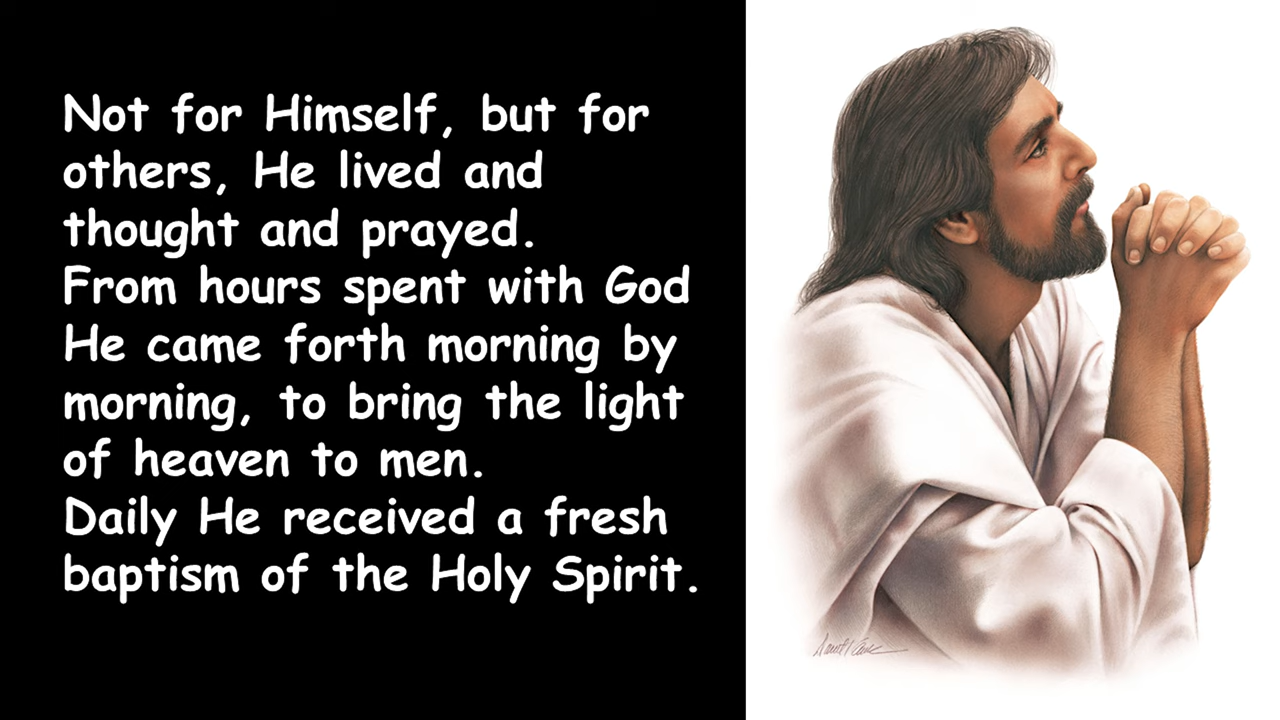 Not for Himself, but for
others, He lived and
thought and prayed.
From hours spent with God
He came forth morning by
morning, to bring the light
of heaven to men.
Daily He received a fresh
baptism of the Holy Spirit.